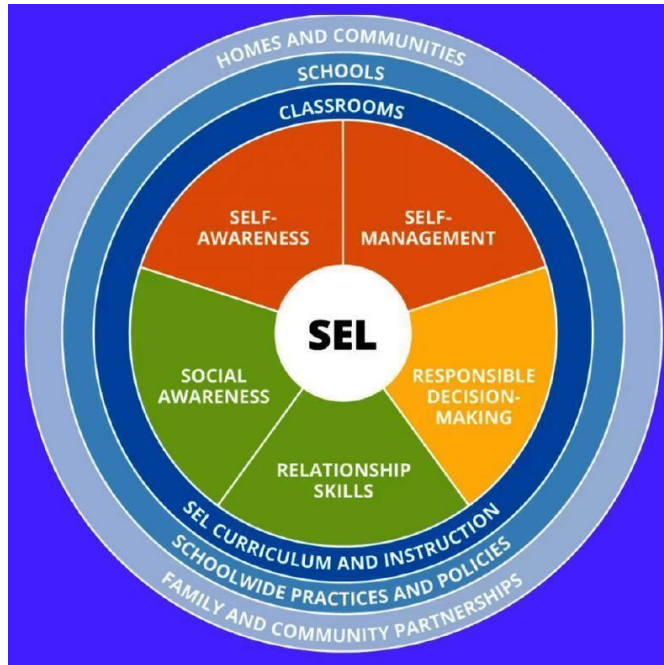 HOMES AND COMMUNITIES
SCHOOLS
CLASSROOMS
SELF-
AWARENESS
SELF-
MANAGEMENT
SEL
SOCIAL
AWARENESS
RESPONSIBLE
DECISION-
MAKING
RELATIONSHIP
SKILLS
SEL CURRICULUM AND INSTRUCTION
SCHOOLWIDE PRACTICES AND POLICIES
FAMILY AND COMMUNITY PARTNERSHIPS